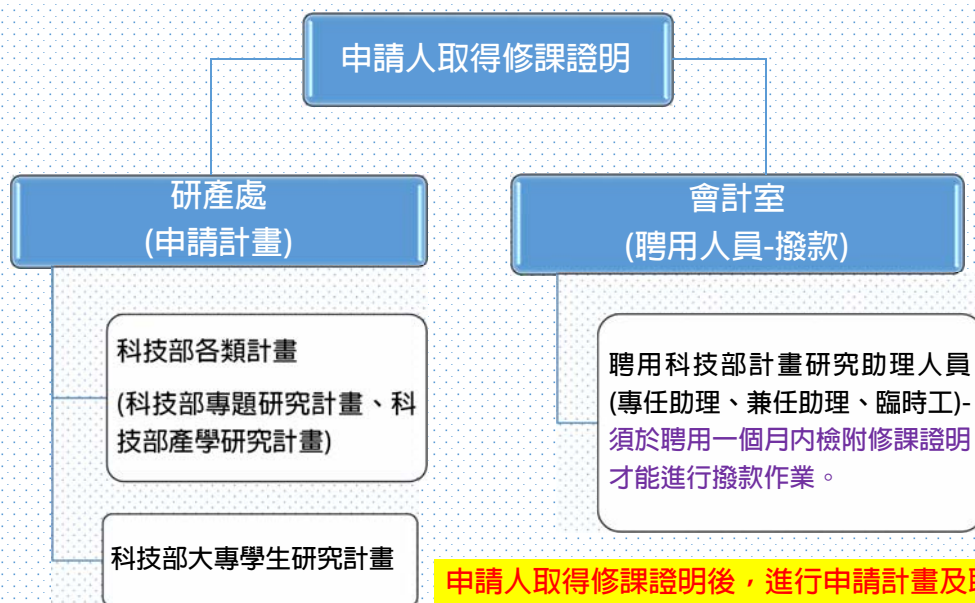 申請人取得修課證明
研產處
(申請計畫)
科技部各類計畫
(科技部專題研究計畫、科
技部產學研究計畫)
科技部大專學生研究計畫
會計室
(聘用人員-撥款)
聘用科技部計畫研究助理人員
(專任助理、兼任助理、臨時工)-
須於聘用一個月內檢附修課證明
才能進行撥款作業。
申請人取得修課證明後，進行申請計畫及